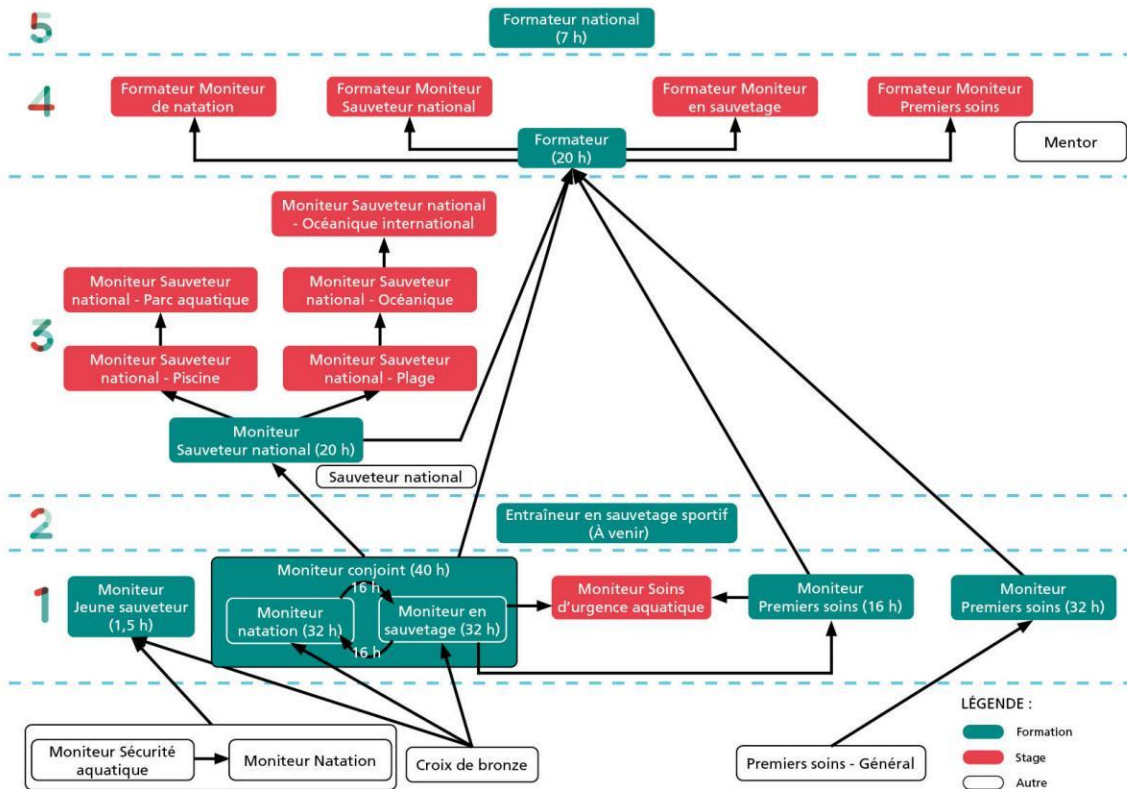 5
Formateur national
(7 h)
4
Formateur Moniteur
de natation
Formateur Moniteur
Sauveteur national
Formateur Moniteur
en sauvetage
Formateur Moniteur
Premiers soins
Formateur
(20 h)
Mentor
3
Moniteur Sauveteur national
- Océanique international
Moniteur Sauveteur
national - Parc aquatique
Moniteur Sauveteur
national - Océanique
Moniteur Sauveteur
national - Piscine
Moniteur Sauveteur
national - Plage
Moniteur
Sauveteur national (20 h)
Sauveteur national
2
Entraîneur en sauvetage sportif
(À venir)
1
Moniteur
Jeune sauveteur
(1,5 h)
Moniteur conjoint (40 h)
16 h
Moniteur
natation (32 h)
Moniteur en
sauvetage (32 h)
16 h
Moniteur Soins
d'urgence aquatique
Moniteur
Premiers soins (16 h)
Moniteur
Premiers soins (32 h)
Moniteur Sécurité
aquatique
Moniteur Natation
Croix de bronze
Premiers soins - Général
LÉGENDE :
Formation
Stage
Autre